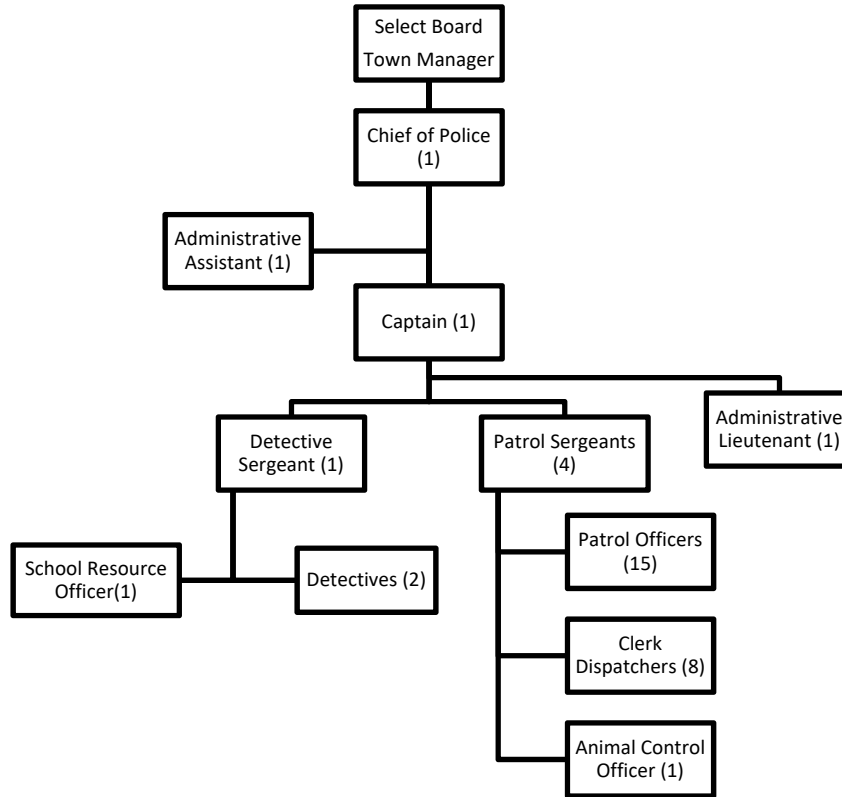 Select Board
Town Manager
Chief of Police
(1)
Administrative
Assistant (1)
Captain (1)
Detective
Sergeant (1)
Patrol Sergeants
(4)
Administrative
Lieutenant (1)
School Resource
Officer(1)
Detectives (2)
Patrol Officers
(15)
Clerk
Dispatchers (8)
Animal Control
Officer (1)